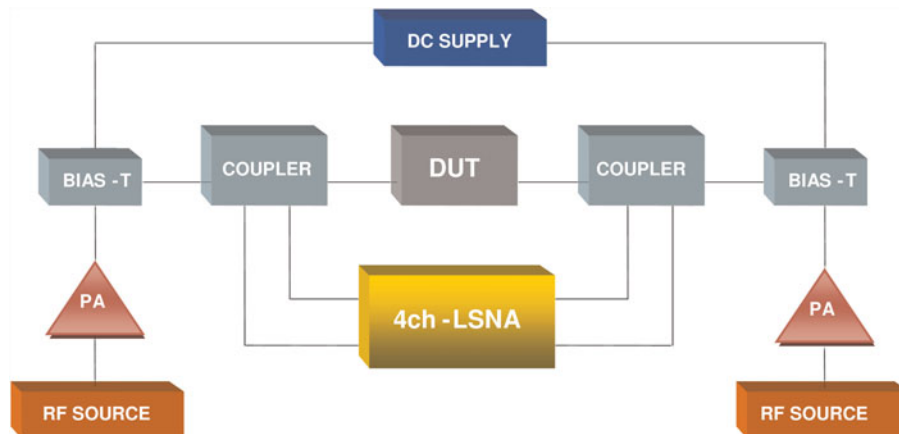 DC SUPPLY
BIAS -T
COUPLER
DUT
COUPLER
BIAS -T
PA
4ch -LSNA
PA
RF SOURCE
RF SOURCE